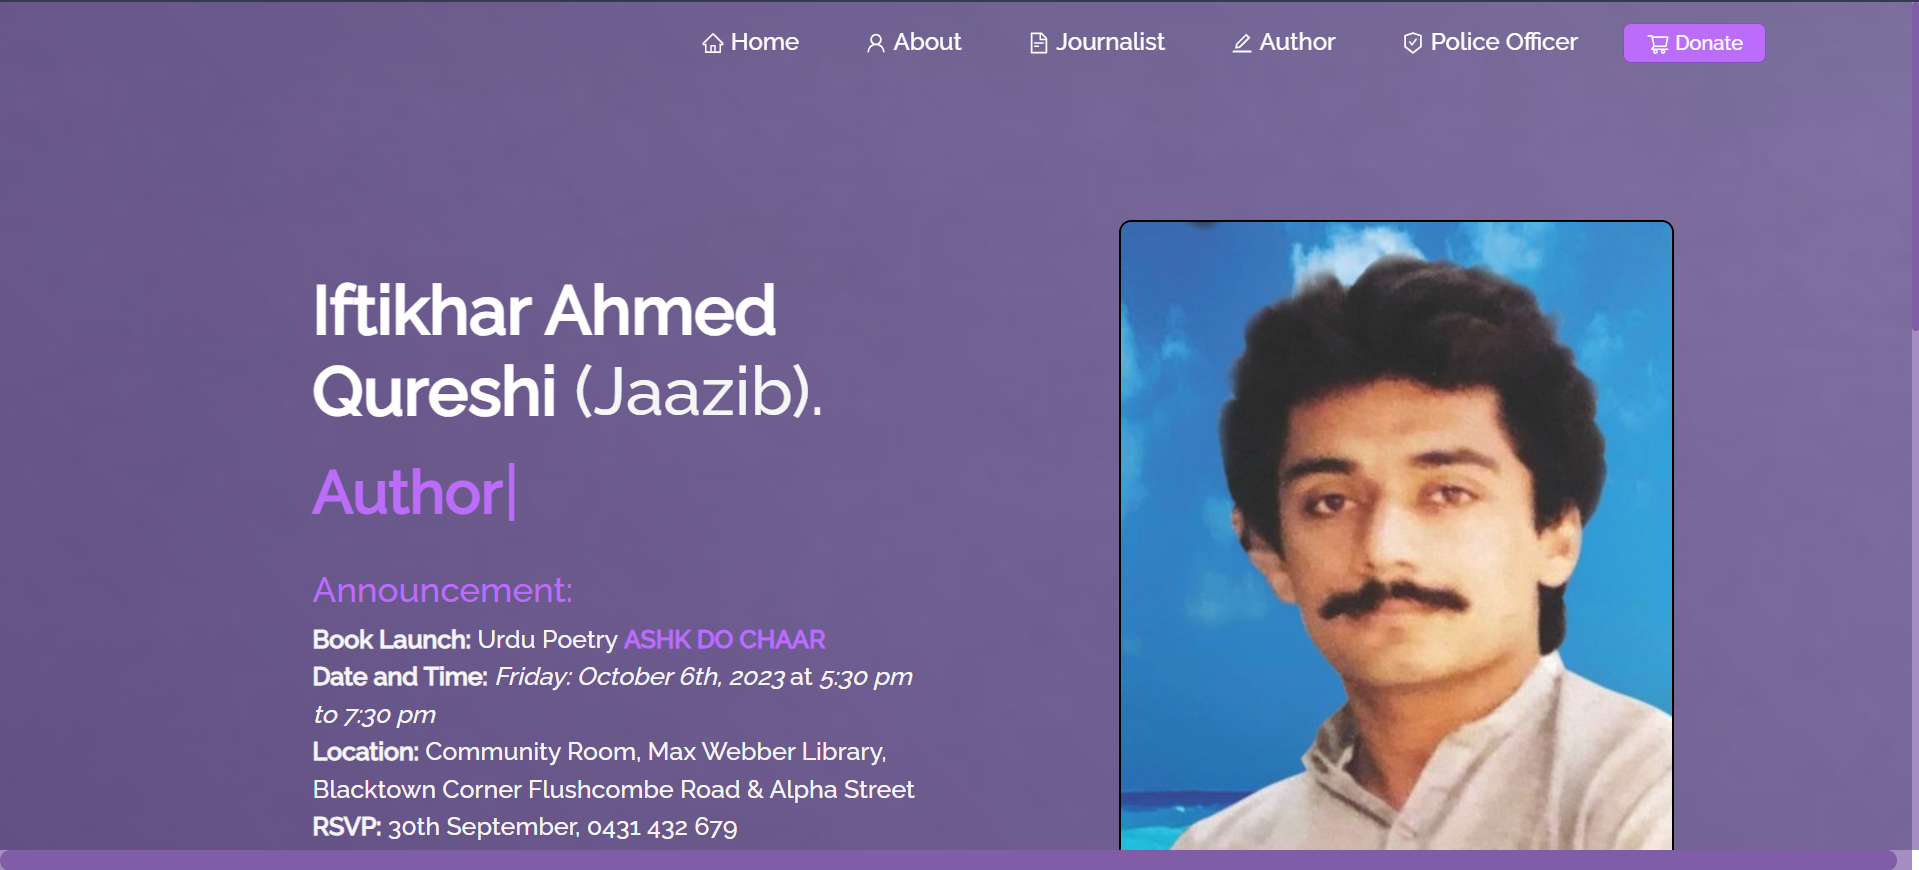 Home About Journalist Author Police Officer Donate
Iftikhar Ahmed
Qureshi (Jaazib).
Author
Announcement:
Book Launch: Urdu Poetry ASHK DO CHAAR
Date and Time: Friday: October 6th, 2023 at 5:30 pm
to 7:30 pm
Location: Community Room, Max Webber Library,
Blacktown Corner Flushcombe Road & Alpha Street
RSVP: 30th September, 0431 432 679